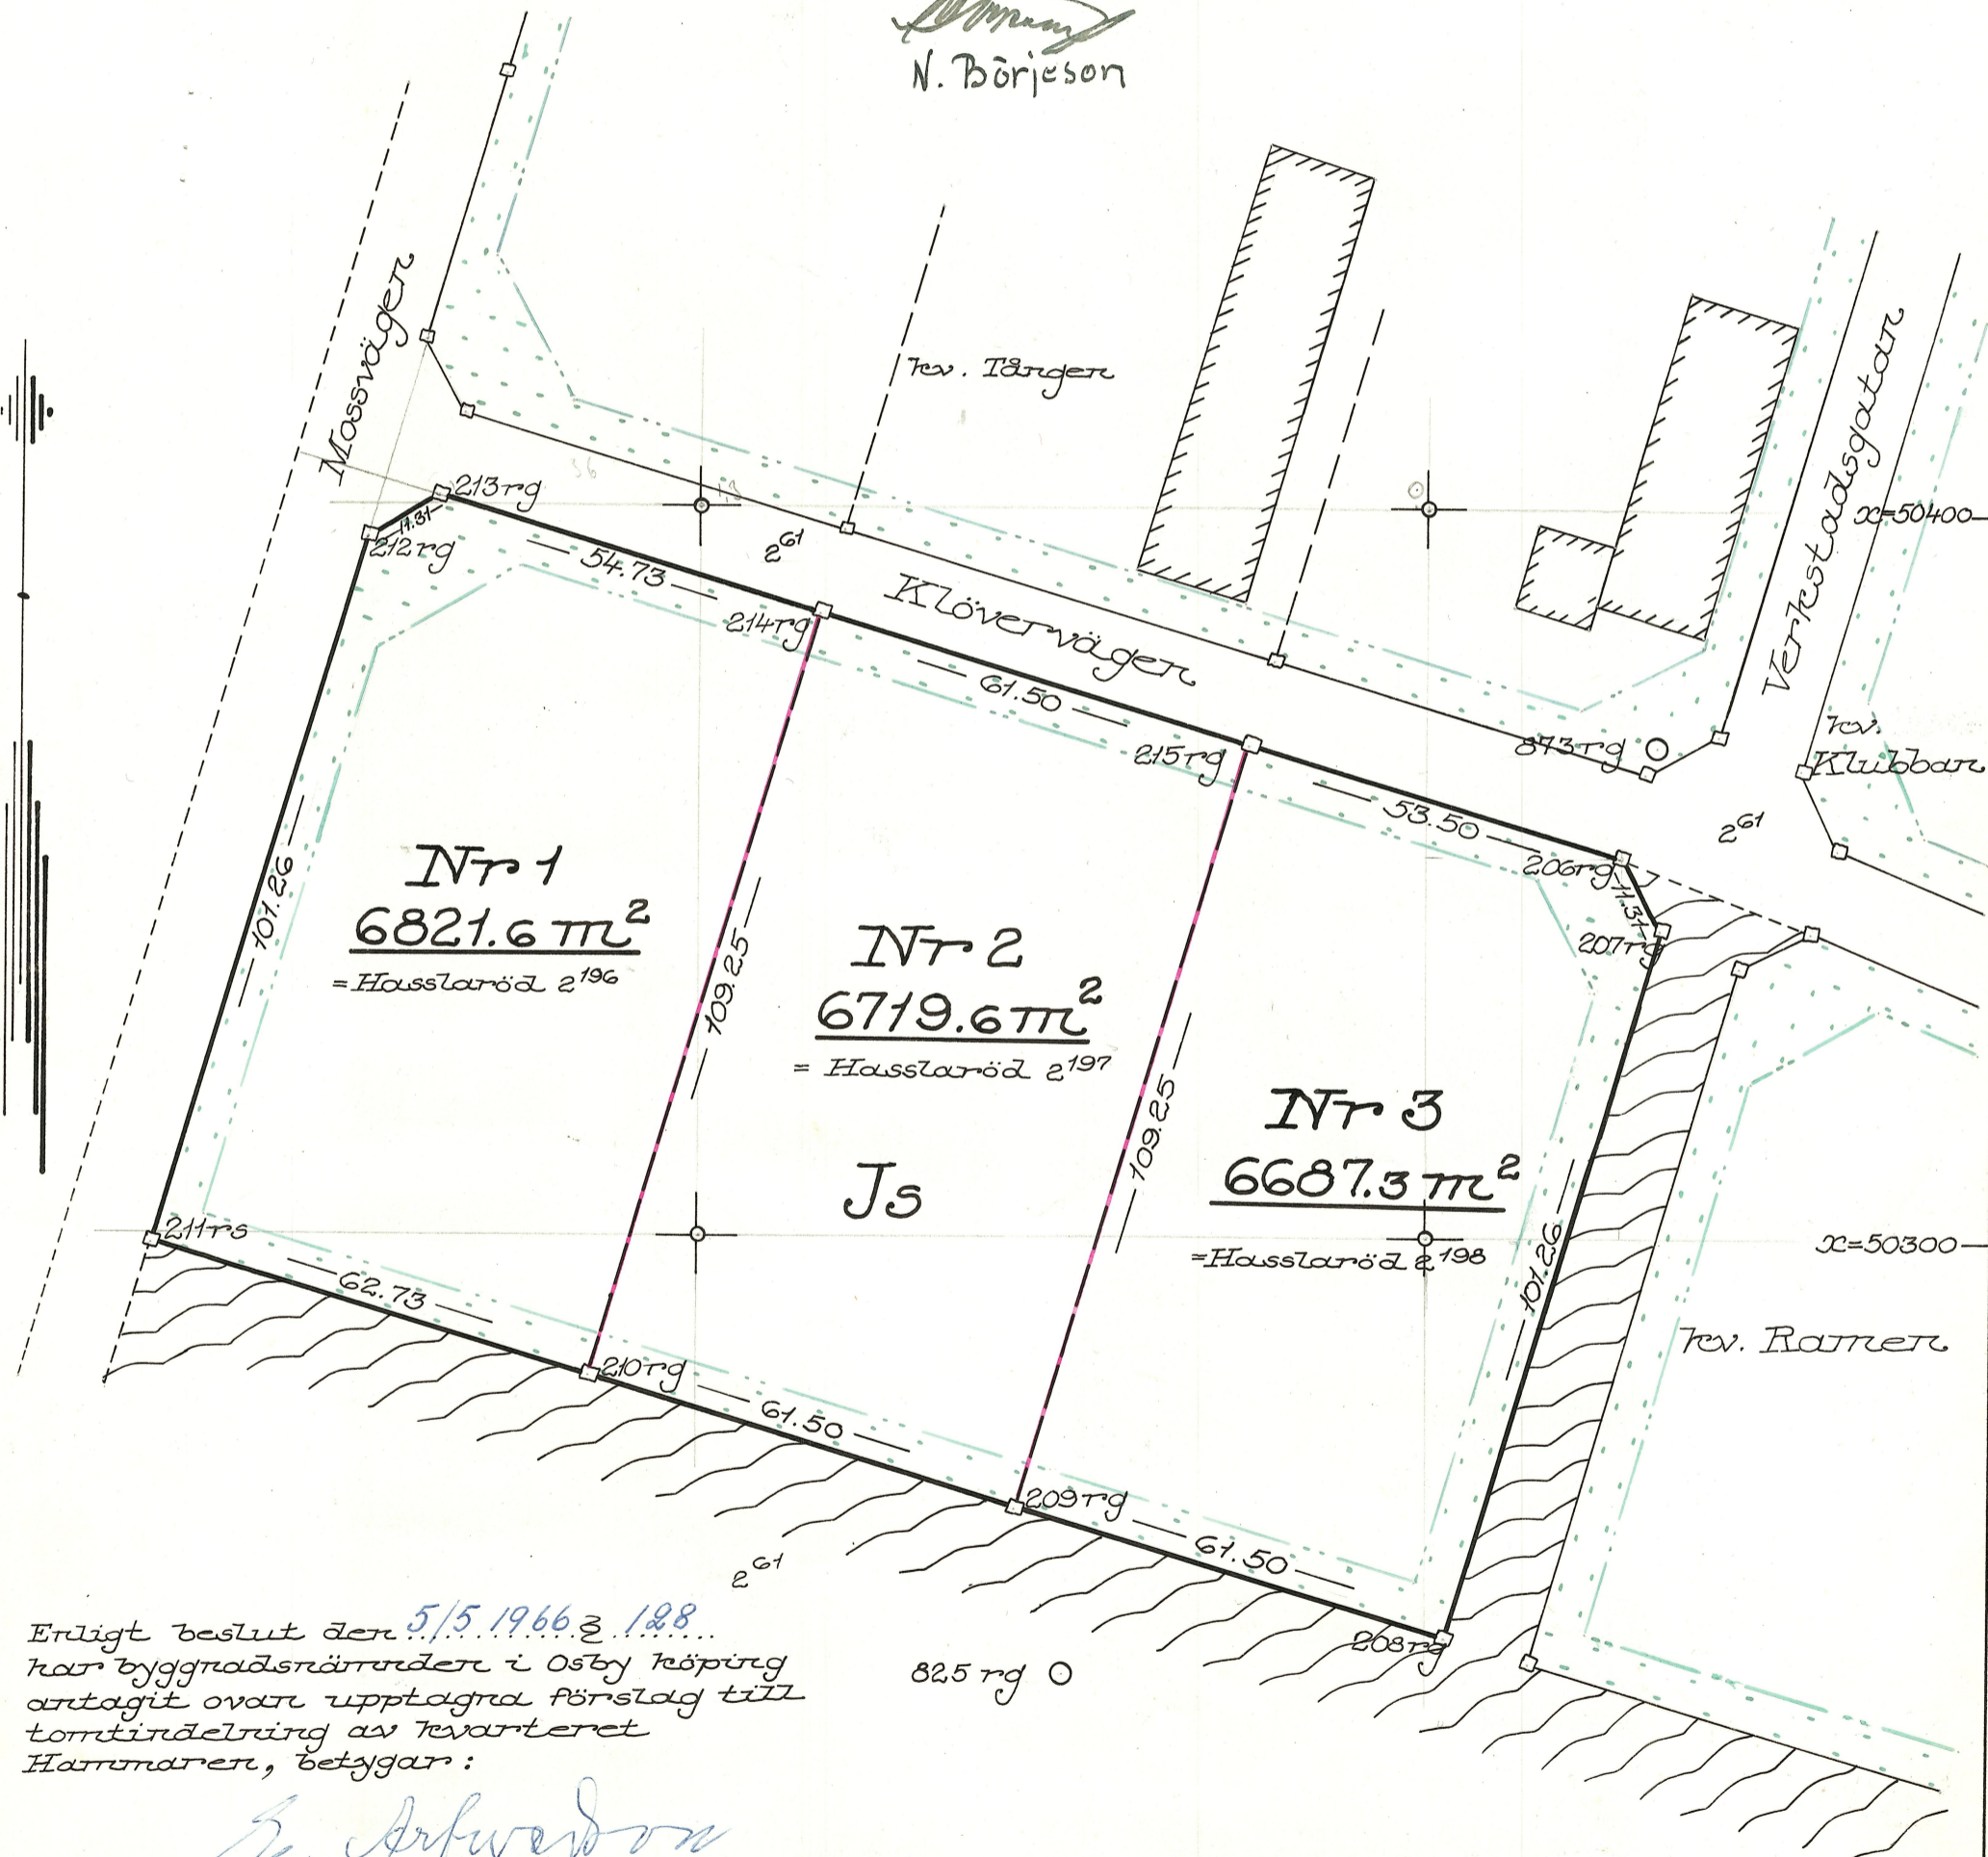 N. Börjeson
Mossvägen
kv. Tången
Verkstadsgatan
x=50400
213rg
11.31
212rg
54.73
2⁶¹
214rg
Klövervägen
61.50
215rg
873rg
kv.
Klubban
53.50
2⁶¹
206rg
11.31
207rg
101.26
Nr 1
6821.6 m²
=Hasslaröd 2¹⁹⁶
109.25
Nr 2
6719.6 m²
= Hasslaröd 2¹⁹⁷
109.25
Nr 3
6687.3 m²
=Hasslaröd 2¹⁹⁸
Js
101.26
x=50300
211rs
62.73
kv. Ramen
210rg
61.50
209rg
61.50
2⁶¹
208rg
825 rg
Enligt beslut den 5/5 1966 § 128
har byggnadsnämnden i Osby köping
antagit ovan upptagna förslag till
tomtindelning av kvarteret
Hammaren, betygar: